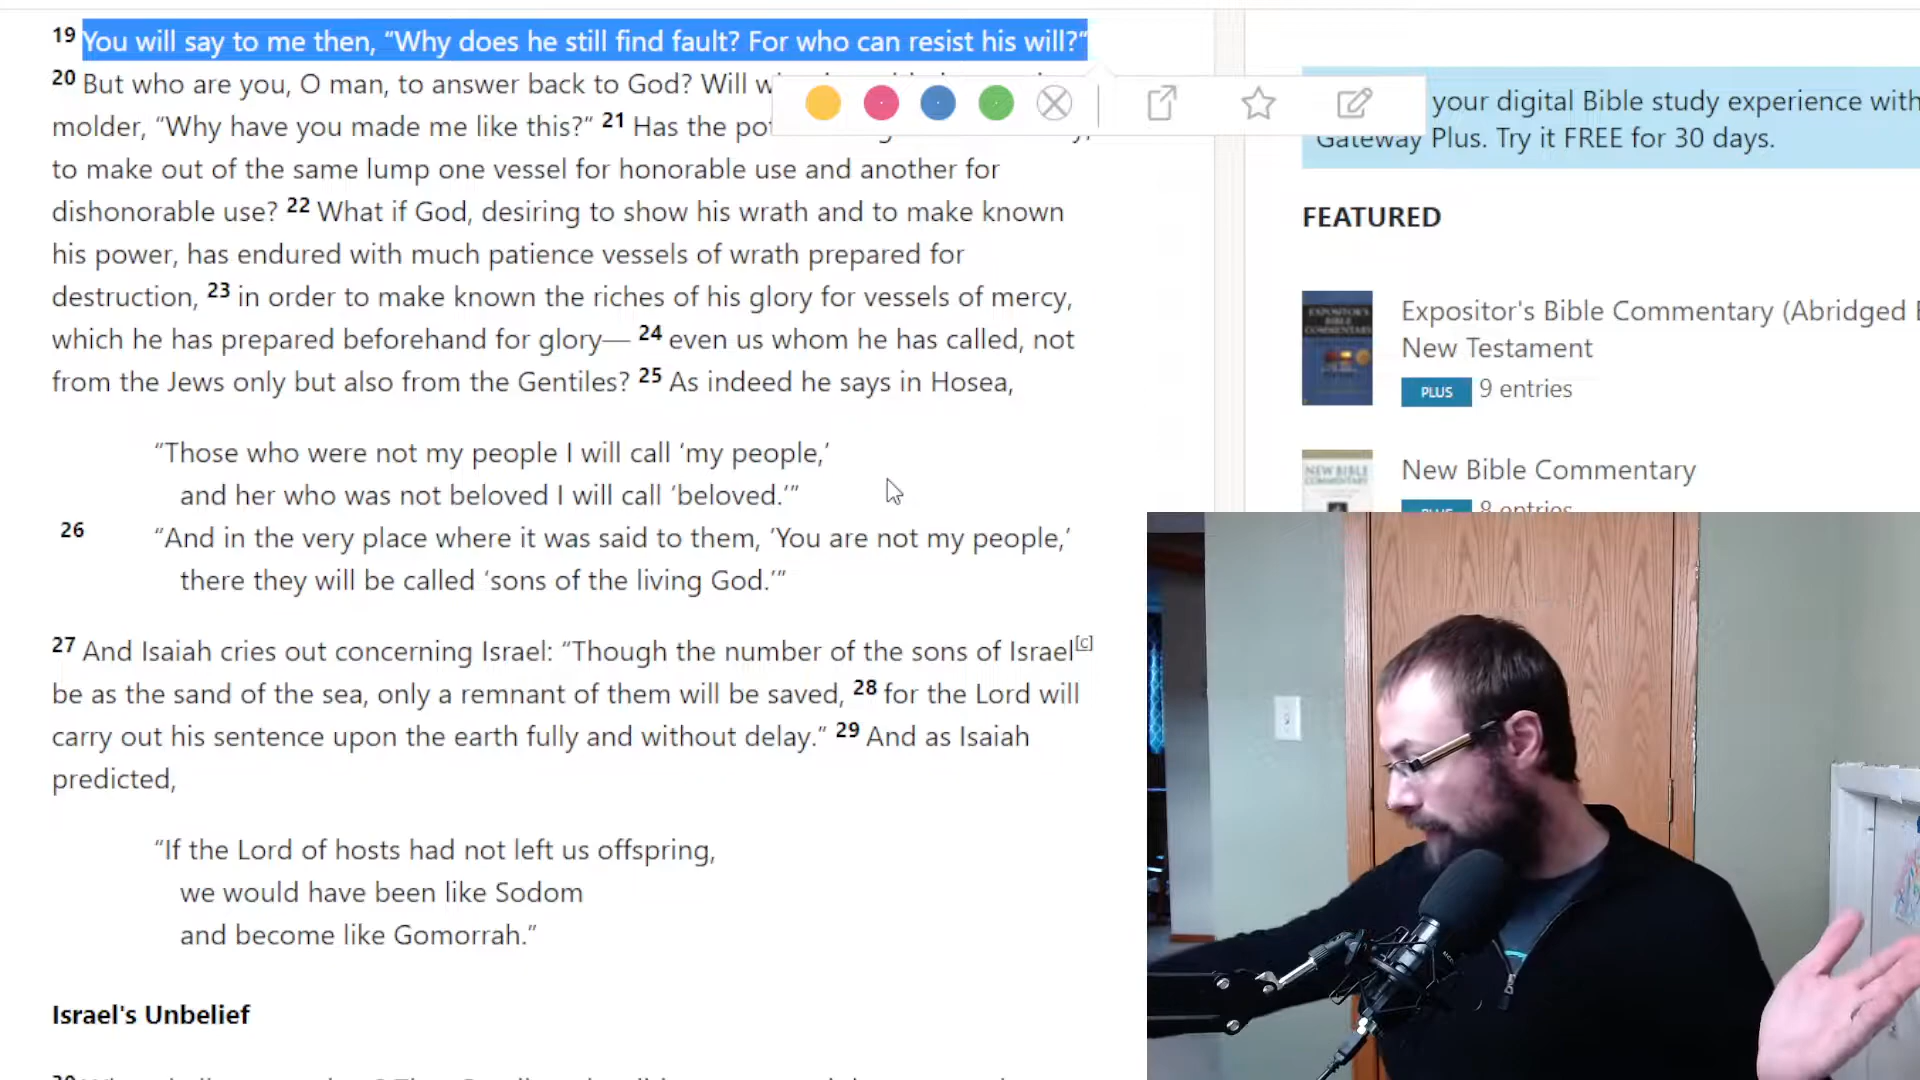 19 You will say to me then, “Why does he still find fault? For who can resist his will?”
20 But who are you, O man, to answer back to God? Will
molder, “Why have you made me like this?” 21 Has the
to make out of the same lump one vessel for honorable use and another for
dishonorable use? 22 What if God, desiring to show his wrath and to make known
his power, has endured with much patience vessels of wrath prepared for
destruction, 23 in order to make known the riches of his glory for vessels of mercy,
which he has prepared beforehand for glory— 24 even us whom he has called, not
from the Jews only but also from the Gentiles? 25 As indeed he says in Hosea,
“Those who were not my people I will call ‘my people,’
and her who was not beloved I will call ‘beloved.’”
26 “And in the very place where it was said to them, ‘You are not my people,’
there they will be called ‘sons of the living God.’”
27 And Isaiah cries out concerning Israel: “Though the number of the sons of Israel[c]
be as the sand of the sea, only a remnant of them will be saved, 28 for the Lord will
carry out his sentence upon the earth fully and without delay.” 29 And as Isaiah
predicted,
“If the Lord of hosts had not left us offspring,
we would have been like Sodom
and become like Gomorrah.”
Israel's Unbelief
your digital Bible study experience with
Gateway Plus. Try it FREE for 30 days.
FEATURED
EXPOSITOR'S
BIBLE
COMMENTARY
Expositor's Bible Commentary (Abridged
New Testament
PLUS 9 entries
NEW BIBLE
COMMENTARY
New Bible Commentary
PLUS 8 entries